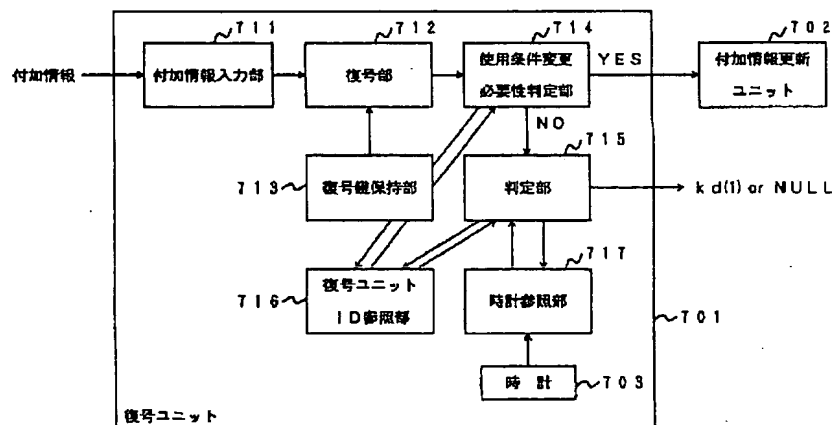 711
712
714
702
付加情報
付加情報入力部
復号部
使用条件変更
必要性判定部
YES
付加情報更新
ユニット
NO
715
713
復号鍵保持部
判定部
kd(1) or NULL
717
716
復号ユニット
ID参照部
時計参照部
701
時計
703
復号ユニット